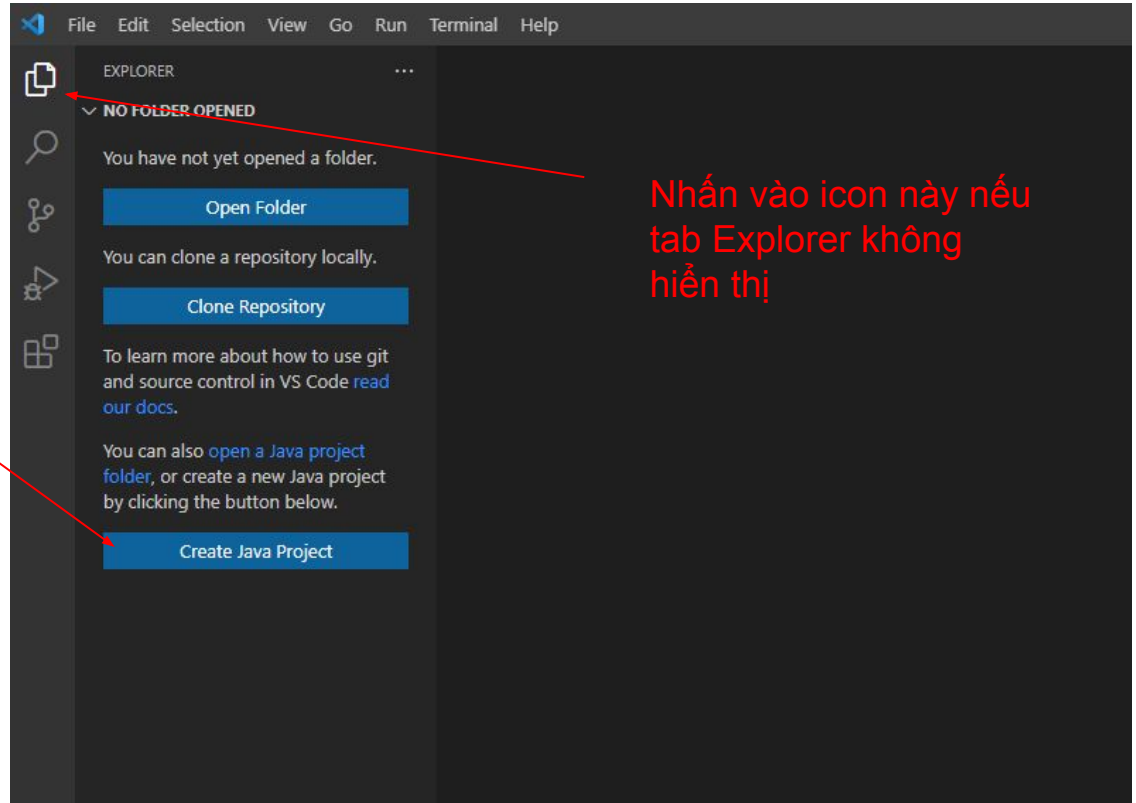 File Edit Selection View Go Run Terminal Help
EXPLORER ...
NO FOLDER OPENED
You have not yet opened a folder.
Open Folder
You can clone a repository locally.
Clone Repository
To learn more about how to use git
and source control in VS Code read
our docs.
You can also open a Java project
folder, or create a new Java project
by clicking the button below.
Create Java Project
Nhấn vào icon này nếu
tab Explorer không
hiển thị